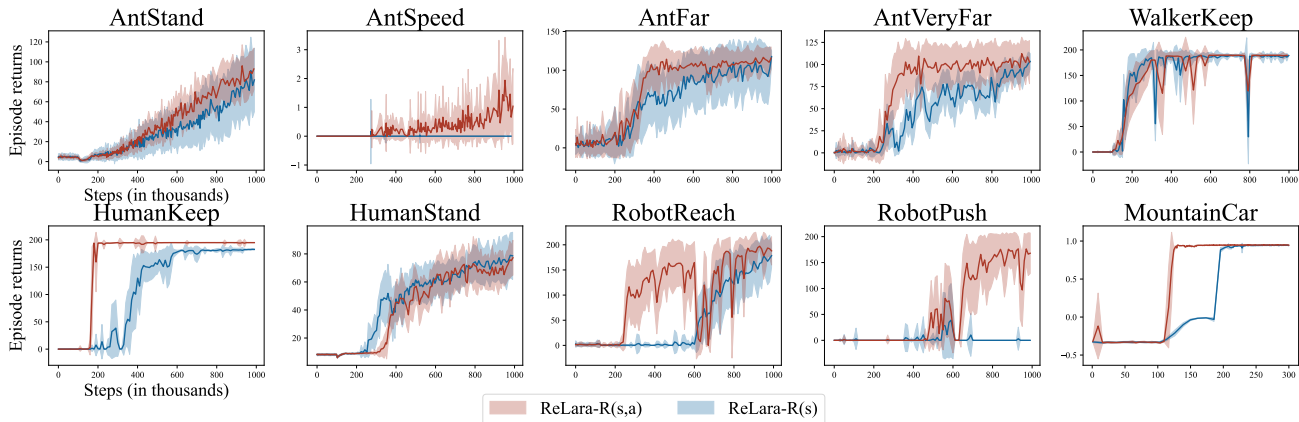 AntStand AntSpeed AntFar AntVeryFar WalkerKeep
Episode returns
120
100
80
60
40
20
0
0 200 400 600 800 1000
Steps (in thousands)
3
2
1
0
−1
0 200 400 600 800 1000
150
100
50
0
0 200 400 600 800 1000
125
100
75
50
25
0
0 200 400 600 800 1000
200
150
100
50
0
0 200 400 600 800 1000
HumanKeep HumanStand RobotReach RobotPush MountainCar
Episode returns
200
150
100
50
0
0 200 400 600 800 1000
Steps (in thousands)
80
60
40
20
0 200 400 600 800 1000
200
150
100
50
0
0 200 400 600 800 1000
200
150
100
50
0
0 200 400 600 800 1000
1.0
0.5
0.0
−0.5
0 50 100 150 200 250 300
ReLara-R(s,a) ReLara-R(s)